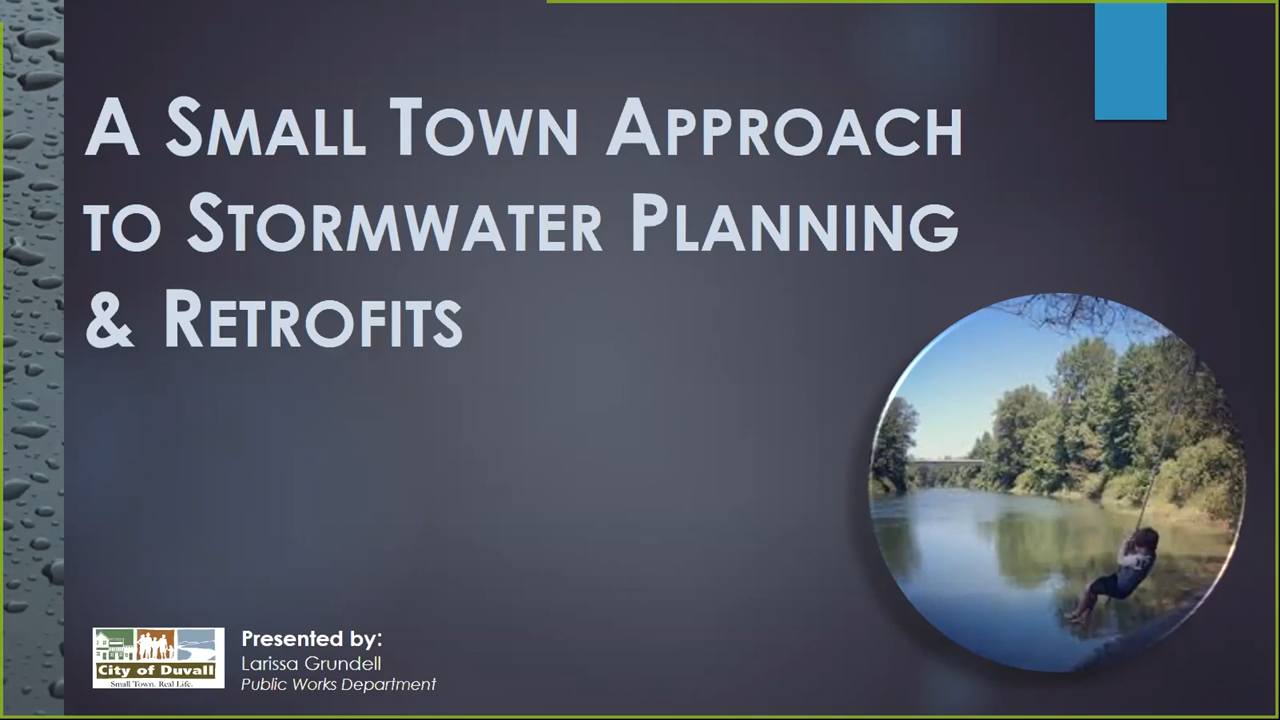 A Small Town Approach
to Stormwater Planning
& Retrofits
City of Duvall
Small Town. Real Life.
Presented by:
Larissa Grundell
Public Works Department